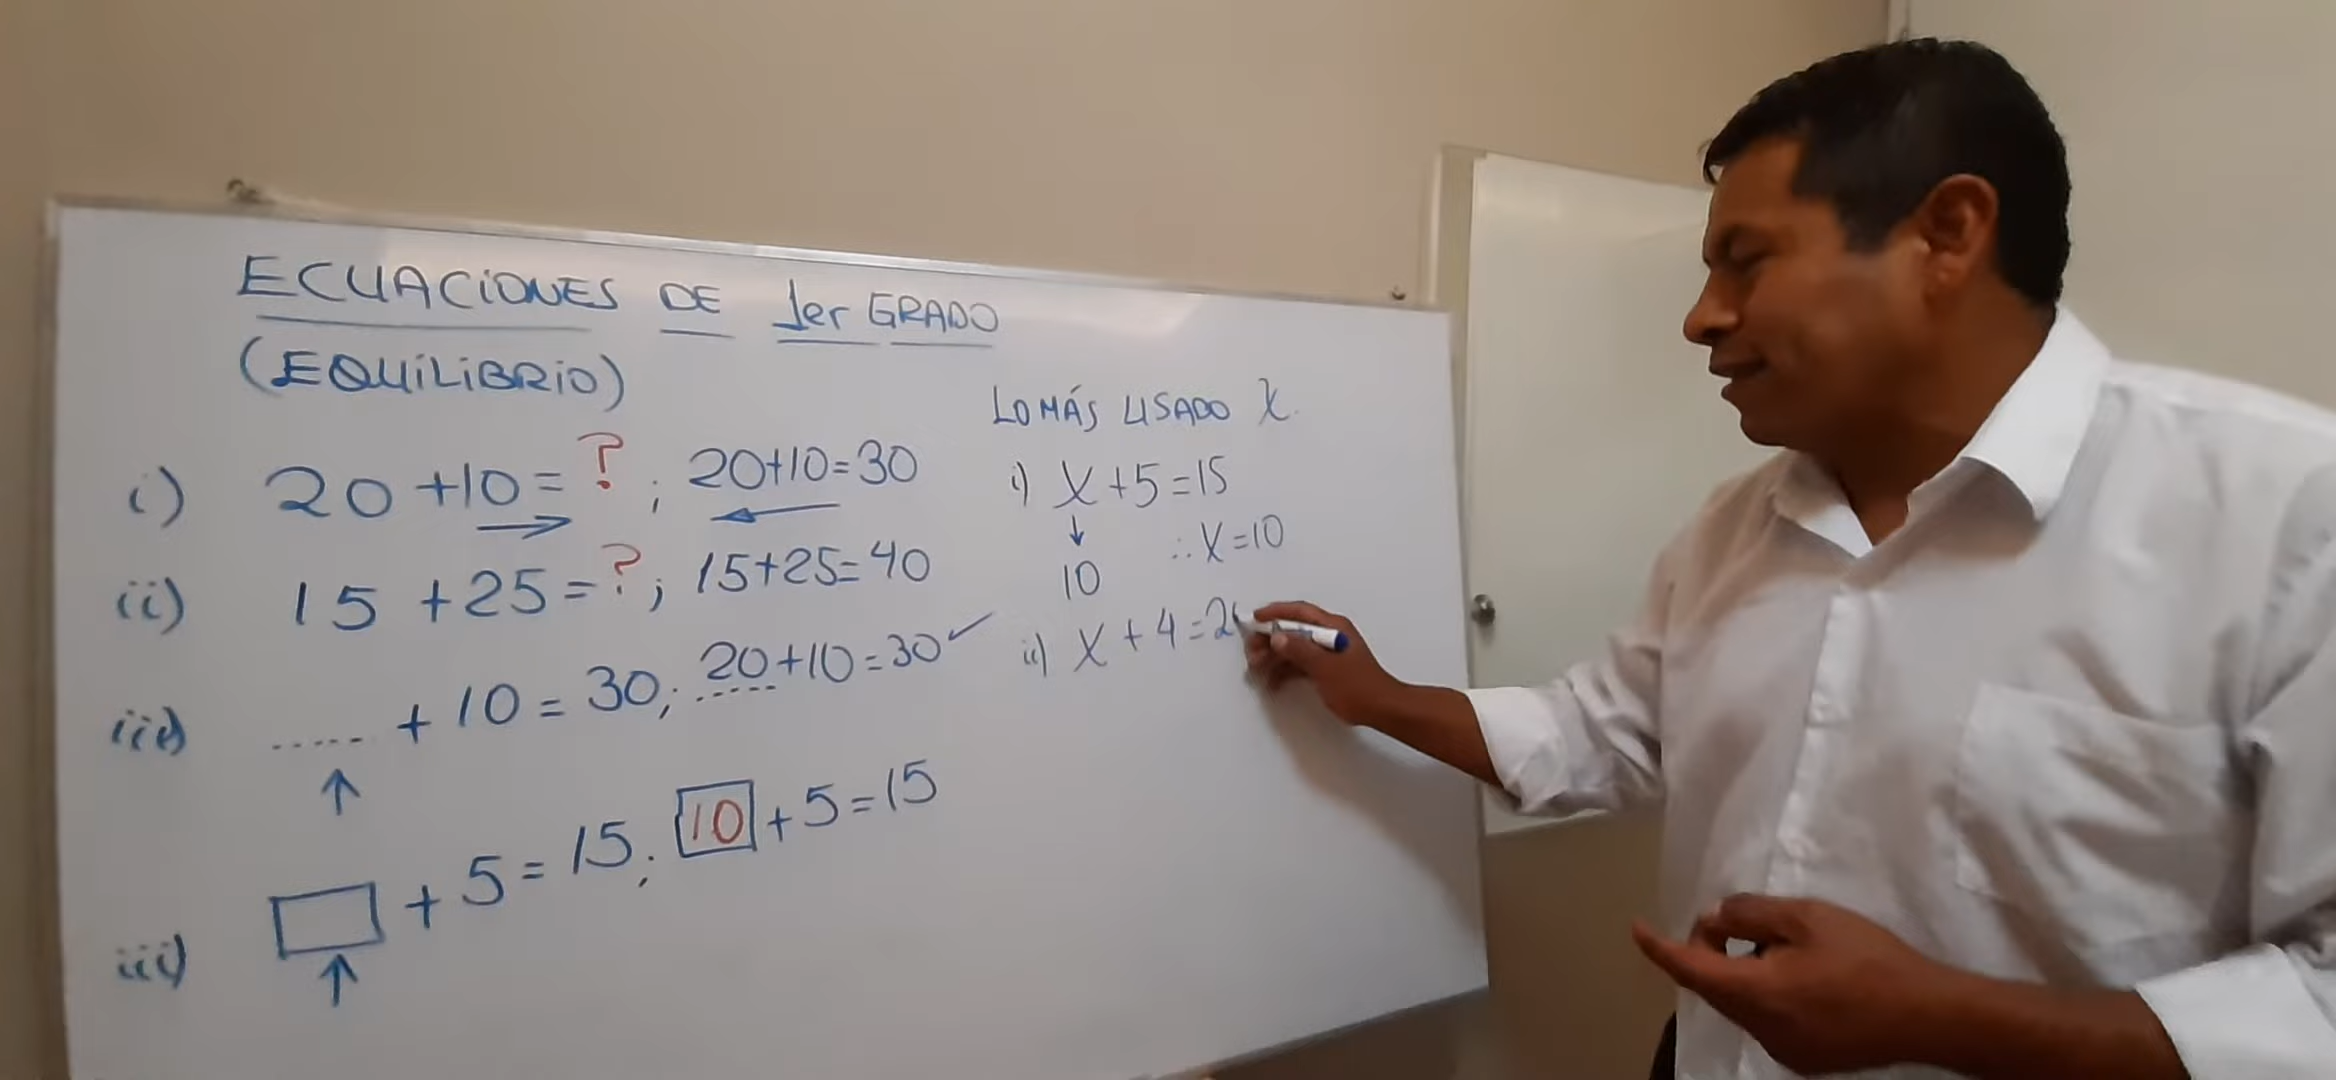 ECUACIONES DE 1er GRADO
(EQUILIBRIO)
i) 20 +10 = ? ; 20+10=30
ii) 15 +25 = ? ; 15+25=40
iii) ..... + 10 = 30; 20+10=30 ✓
iii) + 5 = 15; 10 + 5 = 15
LO MÁS USADO X.
i) X+5=15
10 ∴ X=10
ii) X + 4 =